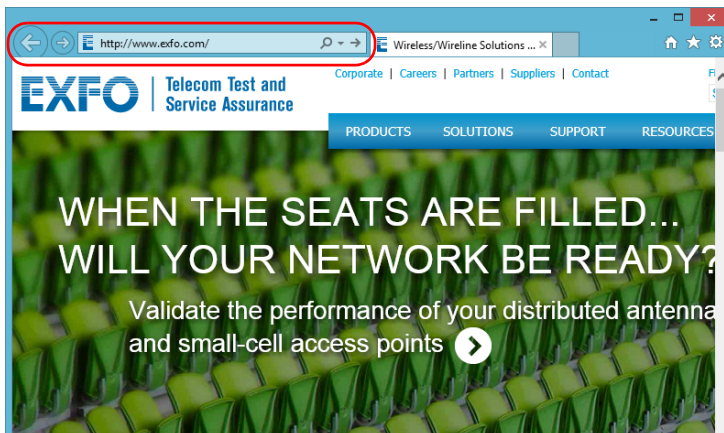 http://www.exfo.com/
Wireless/Wireline Solutions ...
EXFO
Telecom Test and
Service Assurance
Corporate | Careers | Partners | Suppliers | Contact
PRODUCTS SOLUTIONS SUPPORT RESOURCES
WHEN THE SEATS ARE FILLED...
WILL YOUR NETWORK BE READY?
Validate the performance of your distributed antenna
and small-cell access points